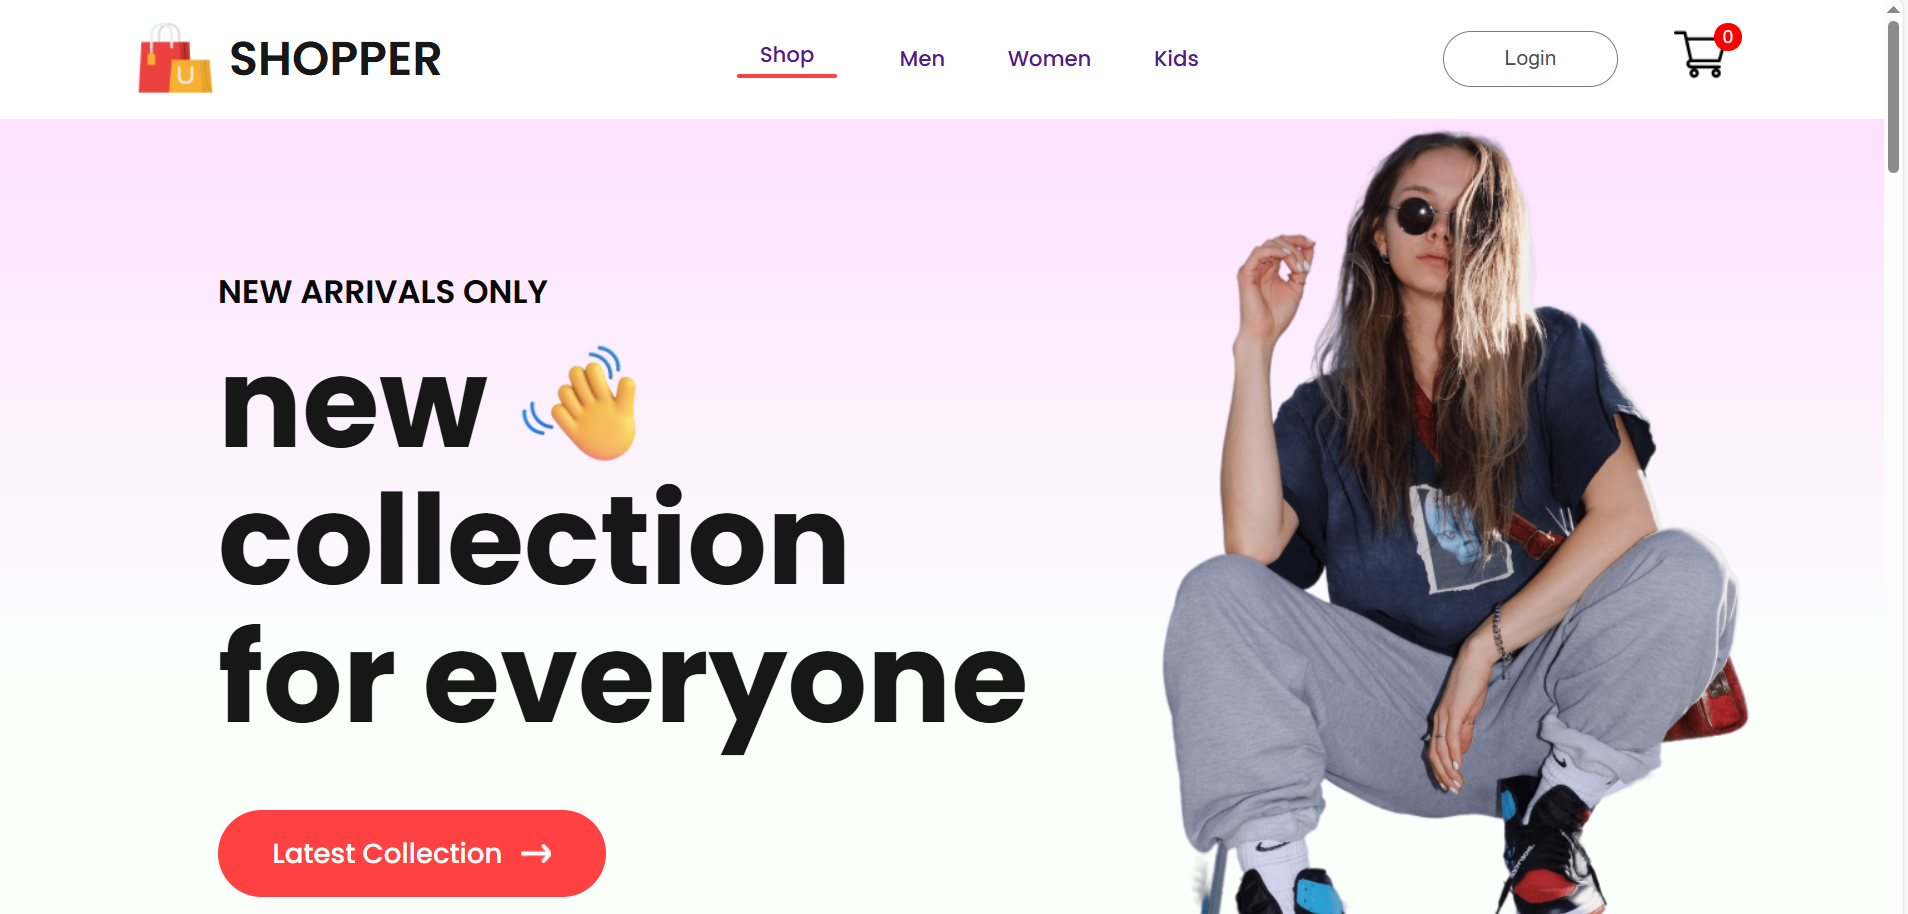 SHOPPER
Shop
Men
Women
Kids
Login
0
NEW ARRIVALS ONLY
new 👋
collection
for everyone
Latest Collection →